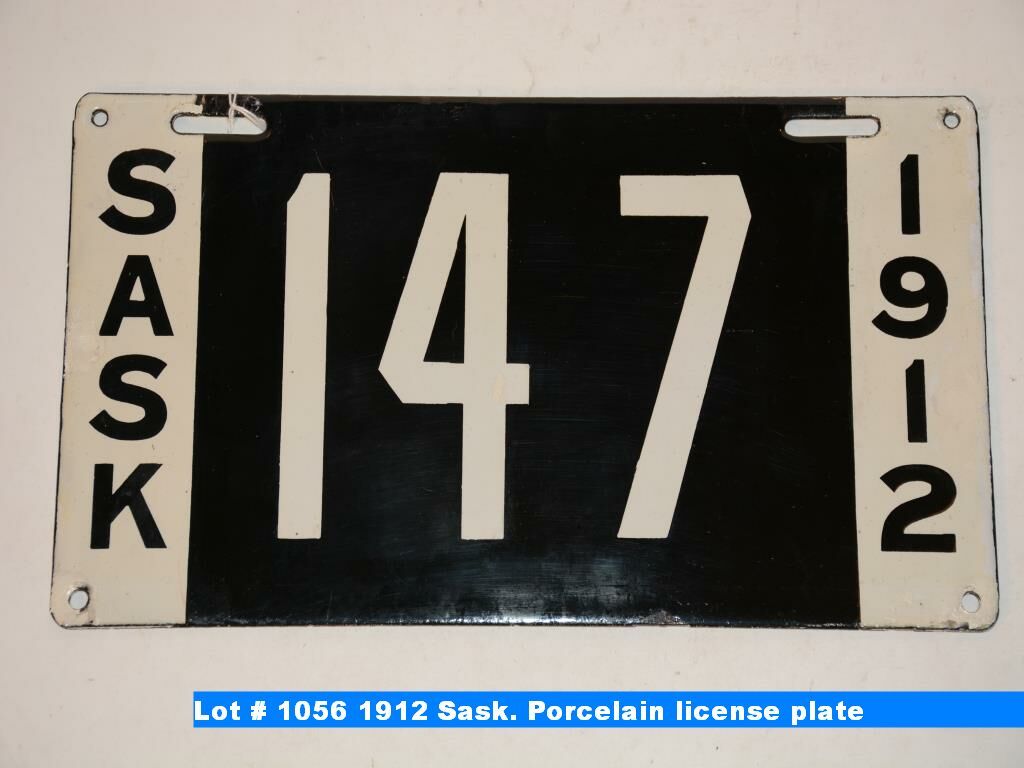 SASK
147
1912
Lot # 1056 1912 Sask. Porcelain license plate